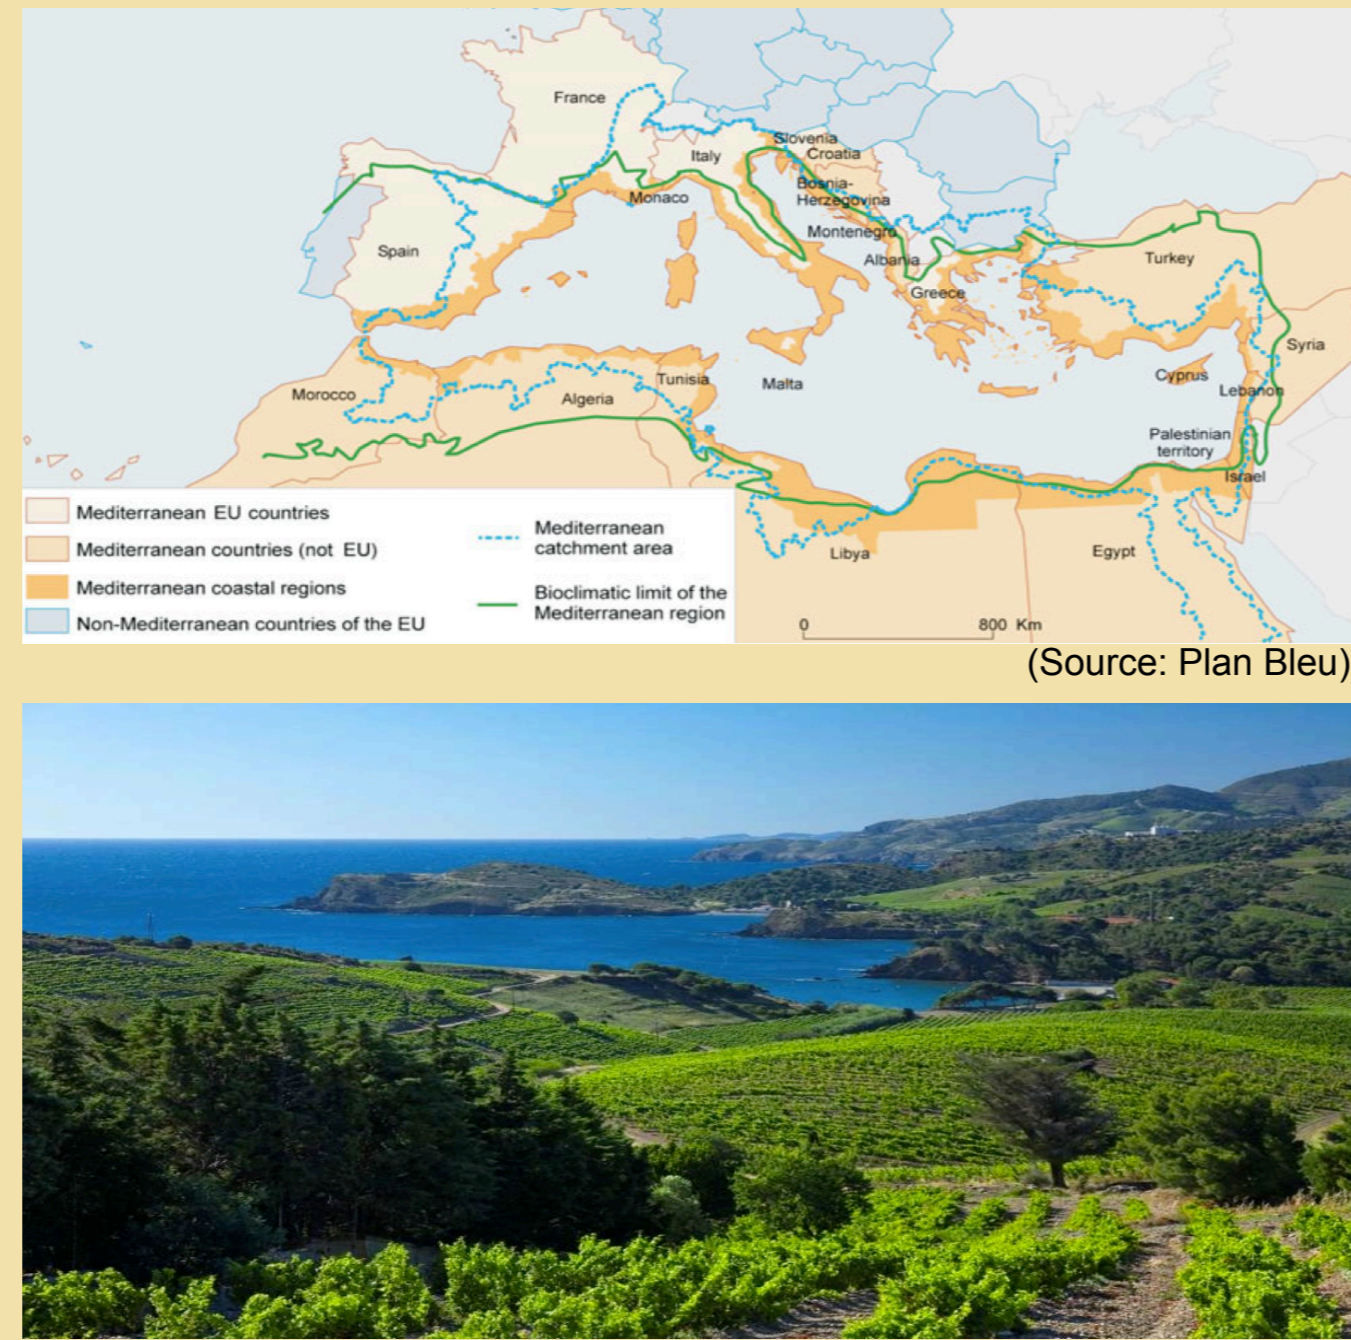 France
Slovenia
Croatia
Italy
Bosnia-
Herzegovina
Monaco
Montenegro
Spain
Albania
Turkey
Greece
Syria
Morocco
Algeria
Tunisia
Malta
Cyprus
Lebanon
Palestinian
territory
Israel
Libya
Egypt
Mediterranean EU countries
Mediterranean countries (not EU)
Mediterranean coastal regions
Non-Mediterranean countries of the EU
Mediterranean
catchment area
Bioclimatic limit of the
Mediterranean region
0 800 Km
(Source: Plan Bleu)